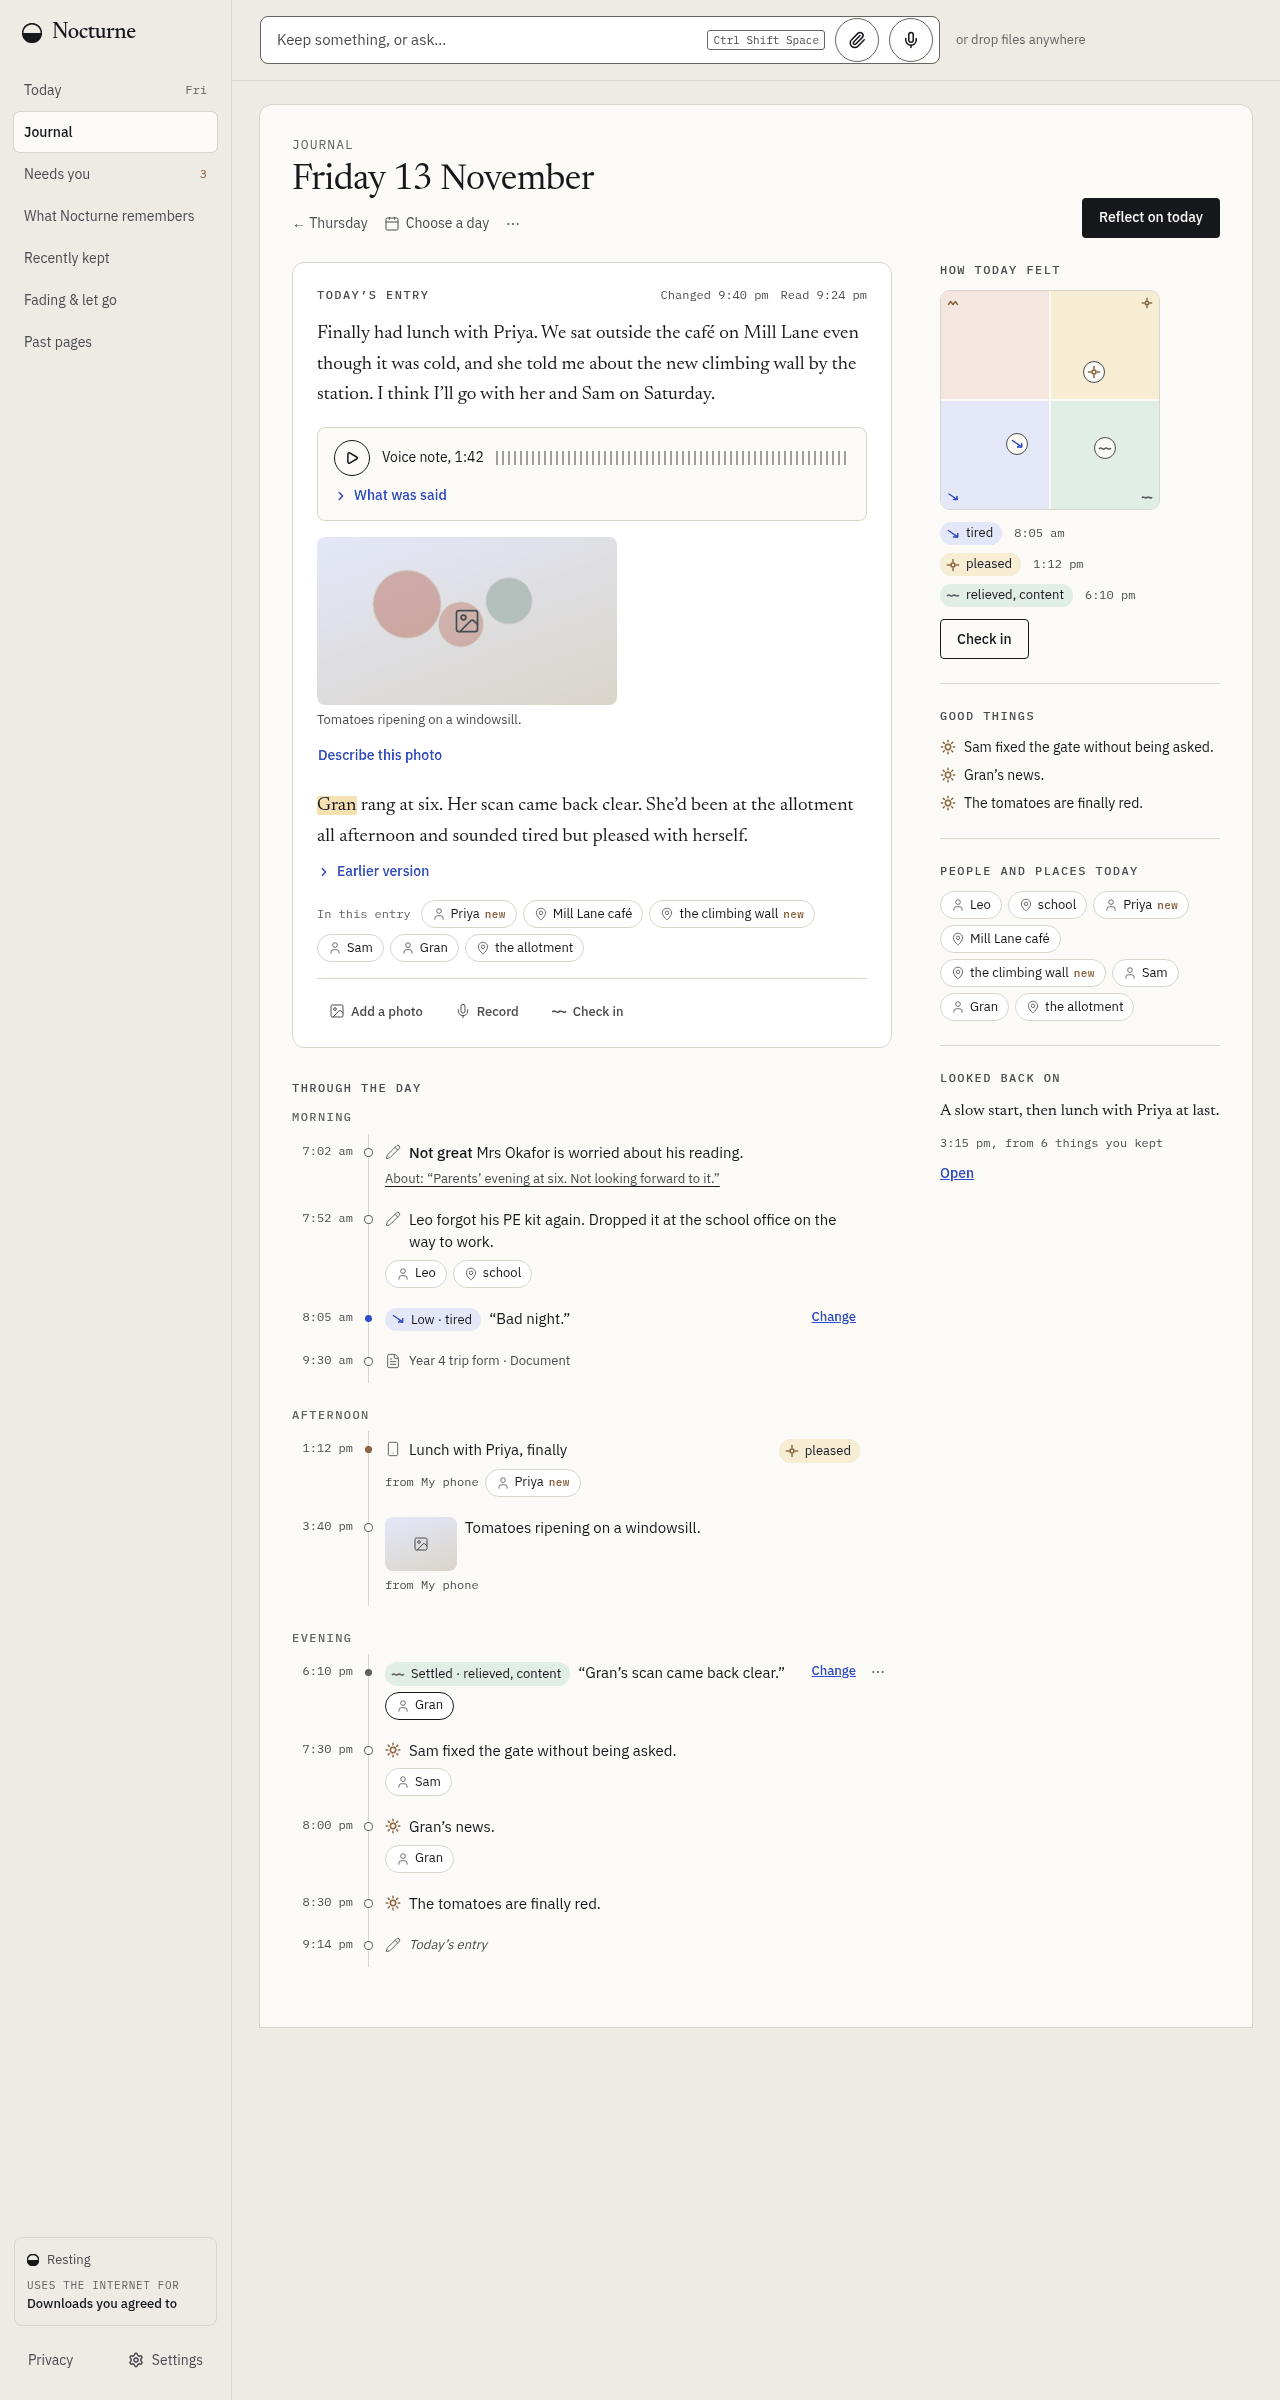 Nocturne
Keep something, or ask...
Ctrl Shift Space
or drop files anywhere
Today Fri
Journal
Needs you 3
What Nocturne remembers
Recently kept
Fading & let go
Past pages
JOURNAL
Friday 13 November
← Thursday Choose a day ...
Reflect on today
TODAY’S ENTRY Changed 9:40 pm Read 9:24 pm
Finally had lunch with Priya. We sat outside the café on Mill Lane even
though it was cold, and she told me about the new climbing wall by the
station. I think I’ll go with her and Sam on Saturday.
Voice note, 1:42
What was said
Tomatoes ripening on a windowsill.
Describe this photo
Gran rang at six. Her scan came back clear. She’d been at the allotment
all afternoon and sounded tired but pleased with herself.
Earlier version
In this entry Priya new Mill Lane café the climbing wall new
Sam Gran the allotment
Add a photo Record Check in
HOW TODAY FELT
tired 8:05 am
pleased 1:12 pm
relieved, content 6:10 pm
Check in
GOOD THINGS
Sam fixed the gate without being asked.
Gran’s news.
The tomatoes are finally red.
PEOPLE AND PLACES TODAY
Leo school Priya new
Mill Lane café
the climbing wall new Sam
Gran the allotment
LOOKED BACK ON
A slow start, then lunch with Priya at last.
3:15 pm, from 6 things you kept
Open
THROUGH THE DAY
MORNING
7:02 am Not great Mrs Okafor is worried about his reading.
About: “Parents’ evening at six. Not looking forward to it.”
7:52 am Leo forgot his PE kit again. Dropped it at the school office on the
way to work.
Leo school
8:05 am Low · tired “Bad night.” Change
9:30 am Year 4 trip form · Document
AFTERNOON
1:12 pm Lunch with Priya, finally pleased
from My phone Priya new
3:40 pm Tomatoes ripening on a windowsill.
from My phone
EVENING
6:10 pm Settled · relieved, content “Gran’s scan came back clear.” Change ...
Gran
7:30 pm Sam fixed the gate without being asked.
Sam
8:00 pm Gran’s news.
Gran
8:30 pm The tomatoes are finally red.
9:14 pm Today’s entry
Resting
USES THE INTERNET FOR
Downloads you agreed to
Privacy Settings